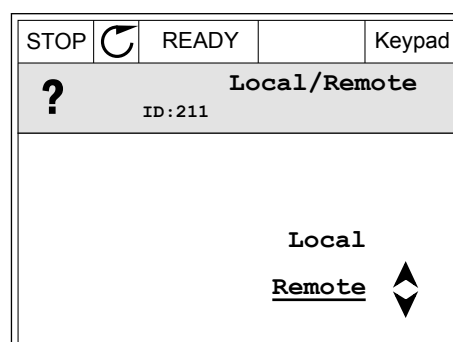 STOP READY Keypad
? Local/Remote
ID:211
Local
Remote